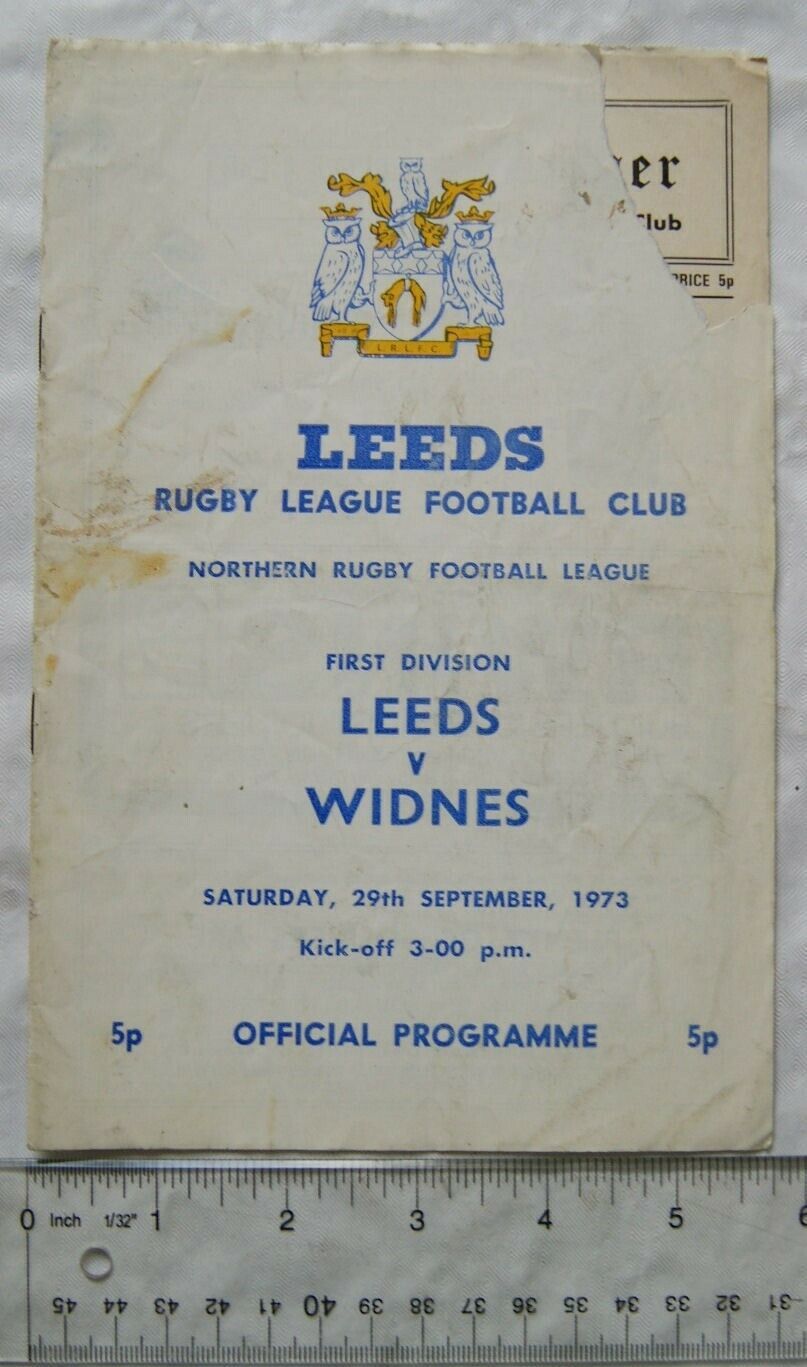 er
Club
PRICE 5p
L. R. L. F. C.
LEEDS
RUGBY LEAGUE FOOTBALL CLUB
NORTHERN RUGBY FOOTBALL LEAGUE
FIRST DIVISION
LEEDS
V
WIDNES
SATURDAY, 29th SEPTEMBER, 1973
Kick-off 3-00 p.m.
5p OFFICIAL PROGRAMME 5p
0 Inch 1/32" 1 2 3 4 5 6
45 44 43 42 41 40 39 38 37 36 35 34 33 32 31